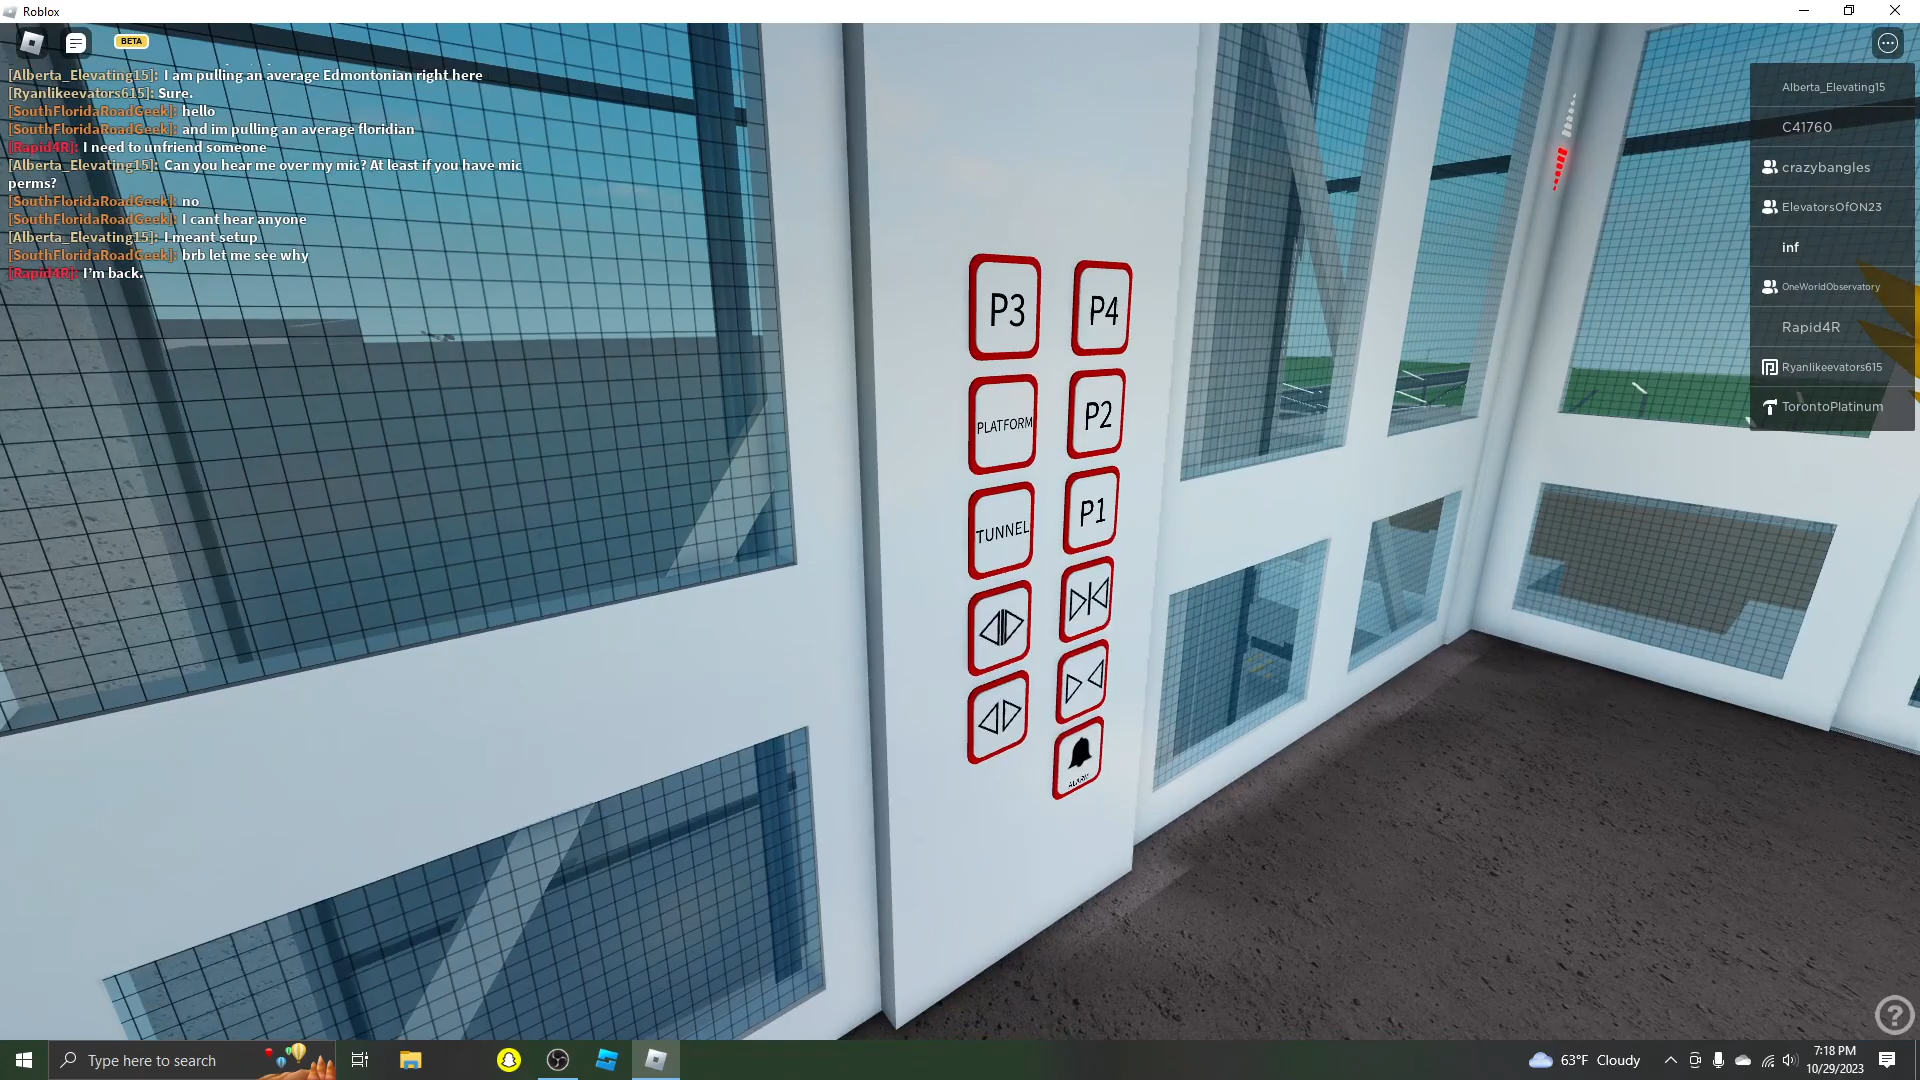 Roblox
BETA
[Alberta_Elevating15]: I am pulling an average Edmontonian right here
[Ryanlikeevators615]: Sure.
[SouthFloridaRoadGeek]: hello
[SouthFloridaRoadGeek]: and im pulling an average floridian
[Rapid4R]: I need to unfriend someone
[Alberta_Elevating15]: Can you hear me over my mic? At least if you have mic
perms?
[SouthFloridaRoadGeek]: no
[SouthFloridaRoadGeek]: I cant hear anyone
[Alberta_Elevating15]: I meant setup
[SouthFloridaRoadGeek]: brb let me see why
[Rapid4R]: I'm back.
Alberta_Elevating15
C41760
crazybangles
ElevatorsOfON23
inf
OneWorldObservatory
Rapid4R
Ryanlikeevators615
TorontoPlatinum
P3 P4
PLATFORM P2
TUNNEL P1
ALARM
?
Type here to search
63°F Cloudy
7:18 PM
10/29/2023